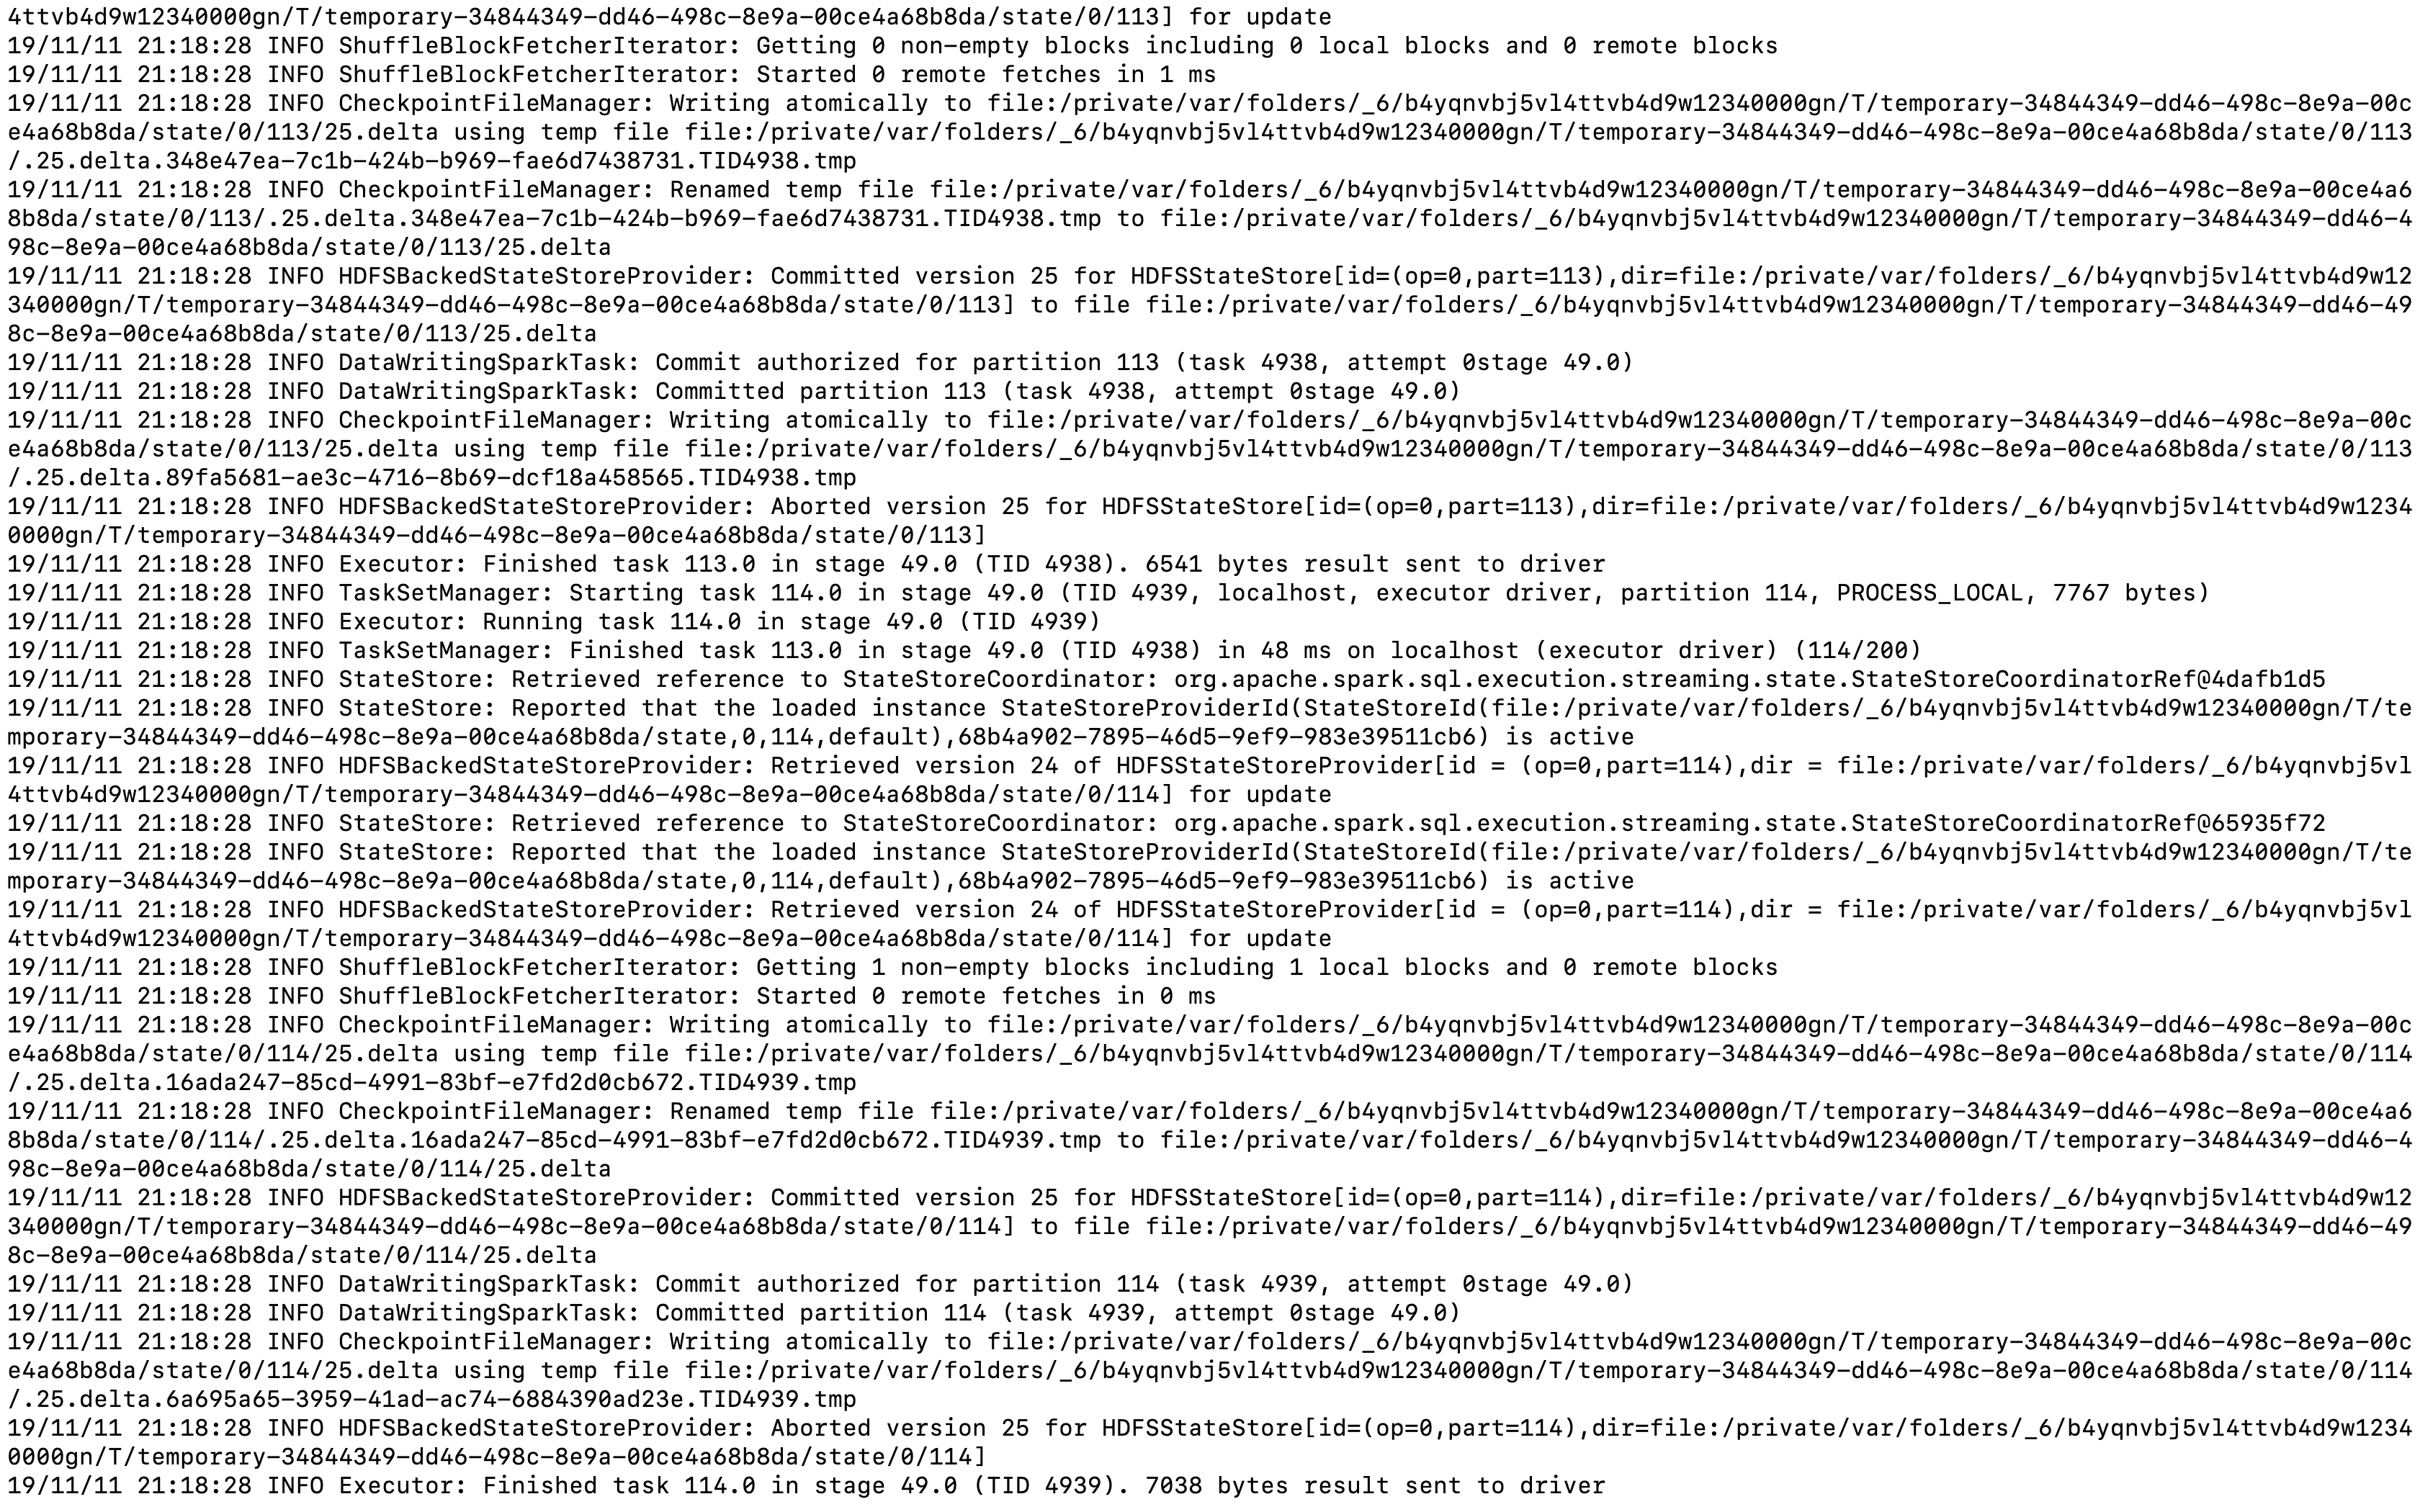 4ttvb4d9w12340000gn/T/temporary-34844349-dd46-498c-8e9a-00ce4a68b8da/state/0/113] for update
19/11/11 21:18:28 INFO ShuffleBlockFetcherIterator: Getting 0 non-empty blocks including 0 local blocks and 0 remote blocks
19/11/11 21:18:28 INFO ShuffleBlockFetcherIterator: Started 0 remote fetches in 1 ms
19/11/11 21:18:28 INFO CheckpointFileManager: Writing atomically to file:/private/var/folders/_6/b4yqnvbj5vl4ttvb4d9w12340000gn/T/temporary-34844349-dd46-498c-8e9a-00c
e4a68b8da/state/0/113/25.delta using temp file file:/private/var/folders/_6/b4yqnvbj5vl4ttvb4d9w12340000gn/T/temporary-34844349-dd46-498c-8e9a-00ce4a68b8da/state/0/113
/.25.delta.348e47ea-7c1b-424b-b969-fae6d7438731.TID4938.tmp
19/11/11 21:18:28 INFO CheckpointFileManager: Renamed temp file file:/private/var/folders/_6/b4yqnvbj5vl4ttvb4d9w12340000gn/T/temporary-34844349-dd46-498c-8e9a-00ce4a6
8b8da/state/0/113/.25.delta.348e47ea-7c1b-424b-b969-fae6d7438731.TID4938.tmp to file:/private/var/folders/_6/b4yqnvbj5vl4ttvb4d9w12340000gn/T/temporary-34844349-dd46-4
98c-8e9a-00ce4a68b8da/state/0/113/25.delta
19/11/11 21:18:28 INFO HDFSBackedStateStoreProvider: Committed version 25 for HDFSStateStore[id=(op=0,part=113),dir=file:/private/var/folders/_6/b4yqnvbj5vl4ttvb4d9w12
340000gn/T/temporary-34844349-dd46-498c-8e9a-00ce4a68b8da/state/0/113] to file file:/private/var/folders/_6/b4yqnvbj5vl4ttvb4d9w12340000gn/T/temporary-34844349-dd46-49
8c-8e9a-00ce4a68b8da/state/0/113/25.delta
19/11/11 21:18:28 INFO DataWritingSparkTask: Commit authorized for partition 113 (task 4938, attempt 0stage 49.0)
19/11/11 21:18:28 INFO DataWritingSparkTask: Committed partition 113 (task 4938, attempt 0stage 49.0)
19/11/11 21:18:28 INFO CheckpointFileManager: Writing atomically to file:/private/var/folders/_6/b4yqnvbj5vl4ttvb4d9w12340000gn/T/temporary-34844349-dd46-498c-8e9a-00c
e4a68b8da/state/0/113/25.delta using temp file file:/private/var/folders/_6/b4yqnvbj5vl4ttvb4d9w12340000gn/T/temporary-34844349-dd46-498c-8e9a-00ce4a68b8da/state/0/113
/.25.delta.89fa5681-ae3c-4716-8b69-dcf18a458565.TID4938.tmp
19/11/11 21:18:28 INFO HDFSBackedStateStoreProvider: Aborted version 25 for HDFSStateStore[id=(op=0,part=113),dir=file:/private/var/folders/_6/b4yqnvbj5vl4ttvb4d9w1234
0000gn/T/temporary-34844349-dd46-498c-8e9a-00ce4a68b8da/state/0/113]
19/11/11 21:18:28 INFO Executor: Finished task 113.0 in stage 49.0 (TID 4938). 6541 bytes result sent to driver
19/11/11 21:18:28 INFO TaskSetManager: Starting task 114.0 in stage 49.0 (TID 4939, localhost, executor driver, partition 114, PROCESS_LOCAL, 7767 bytes)
19/11/11 21:18:28 INFO Executor: Running task 114.0 in stage 49.0 (TID 4939)
19/11/11 21:18:28 INFO TaskSetManager: Finished task 113.0 in stage 49.0 (TID 4938) in 48 ms on localhost (executor driver) (114/200)
19/11/11 21:18:28 INFO StateStore: Retrieved reference to StateStoreCoordinator: org.apache.spark.sql.execution.streaming.state.StateStoreCoordinatorRef@4dafb1d5
19/11/11 21:18:28 INFO StateStore: Reported that the loaded instance StateStoreProviderId(StateStoreId(file:/private/var/folders/_6/b4yqnvbj5vl4ttvb4d9w12340000gn/T/te
mporary-34844349-dd46-498c-8e9a-00ce4a68b8da/state,0,114,default),68b4a902-7895-46d5-9ef9-983e39511cb6) is active
19/11/11 21:18:28 INFO HDFSBackedStateStoreProvider: Retrieved version 24 of HDFSStateStoreProvider[id = (op=0,part=114),dir = file:/private/var/folders/_6/b4yqnvbj5vl
4ttvb4d9w12340000gn/T/temporary-34844349-dd46-498c-8e9a-00ce4a68b8da/state/0/114] for update
19/11/11 21:18:28 INFO StateStore: Retrieved reference to StateStoreCoordinator: org.apache.spark.sql.execution.streaming.state.StateStoreCoordinatorRef@65935f72
19/11/11 21:18:28 INFO StateStore: Reported that the loaded instance StateStoreProviderId(StateStoreId(file:/private/var/folders/_6/b4yqnvbj5vl4ttvb4d9w12340000gn/T/te
mporary-34844349-dd46-498c-8e9a-00ce4a68b8da/state,0,114,default),68b4a902-7895-46d5-9ef9-983e39511cb6) is active
19/11/11 21:18:28 INFO HDFSBackedStateStoreProvider: Retrieved version 24 of HDFSStateStoreProvider[id = (op=0,part=114),dir = file:/private/var/folders/_6/b4yqnvbj5vl
4ttvb4d9w12340000gn/T/temporary-34844349-dd46-498c-8e9a-00ce4a68b8da/state/0/114] for update
19/11/11 21:18:28 INFO ShuffleBlockFetcherIterator: Getting 1 non-empty blocks including 1 local blocks and 0 remote blocks
19/11/11 21:18:28 INFO ShuffleBlockFetcherIterator: Started 0 remote fetches in 0 ms
19/11/11 21:18:28 INFO CheckpointFileManager: Writing atomically to file:/private/var/folders/_6/b4yqnvbj5vl4ttvb4d9w12340000gn/T/temporary-34844349-dd46-498c-8e9a-00c
e4a68b8da/state/0/114/25.delta using temp file file:/private/var/folders/_6/b4yqnvbj5vl4ttvb4d9w12340000gn/T/temporary-34844349-dd46-498c-8e9a-00ce4a68b8da/state/0/114
/.25.delta.16ada247-85cd-4991-83bf-e7fd2d0cb672.TID4939.tmp
19/11/11 21:18:28 INFO CheckpointFileManager: Renamed temp file file:/private/var/folders/_6/b4yqnvbj5vl4ttvb4d9w12340000gn/T/temporary-34844349-dd46-498c-8e9a-00ce4a6
8b8da/state/0/114/.25.delta.16ada247-85cd-4991-83bf-e7fd2d0cb672.TID4939.tmp to file:/private/var/folders/_6/b4yqnvbj5vl4ttvb4d9w12340000gn/T/temporary-34844349-dd46-4
98c-8e9a-00ce4a68b8da/state/0/114/25.delta
19/11/11 21:18:28 INFO HDFSBackedStateStoreProvider: Committed version 25 for HDFSStateStore[id=(op=0,part=114),dir=file:/private/var/folders/_6/b4yqnvbj5vl4ttvb4d9w12
340000gn/T/temporary-34844349-dd46-498c-8e9a-00ce4a68b8da/state/0/114] to file file:/private/var/folders/_6/b4yqnvbj5vl4ttvb4d9w12340000gn/T/temporary-34844349-dd46-49
8c-8e9a-00ce4a68b8da/state/0/114/25.delta
19/11/11 21:18:28 INFO DataWritingSparkTask: Commit authorized for partition 114 (task 4939, attempt 0stage 49.0)
19/11/11 21:18:28 INFO DataWritingSparkTask: Committed partition 114 (task 4939, attempt 0stage 49.0)
19/11/11 21:18:28 INFO CheckpointFileManager: Writing atomically to file:/private/var/folders/_6/b4yqnvbj5vl4ttvb4d9w12340000gn/T/temporary-34844349-dd46-498c-8e9a-00c
e4a68b8da/state/0/114/25.delta using temp file file:/private/var/folders/_6/b4yqnvbj5vl4ttvb4d9w12340000gn/T/temporary-34844349-dd46-498c-8e9a-00ce4a68b8da/state/0/114
/.25.delta.6a695a65-3959-41ad-ac74-6884390ad23e.TID4939.tmp
19/11/11 21:18:28 INFO HDFSBackedStateStoreProvider: Aborted version 25 for HDFSStateStore[id=(op=0,part=114),dir=file:/private/var/folders/_6/b4yqnvbj5vl4ttvb4d9w1234
0000gn/T/temporary-34844349-dd46-498c-8e9a-00ce4a68b8da/state/0/114]
19/11/11 21:18:28 INFO Executor: Finished task 114.0 in stage 49.0 (TID 4939). 7038 bytes result sent to driver